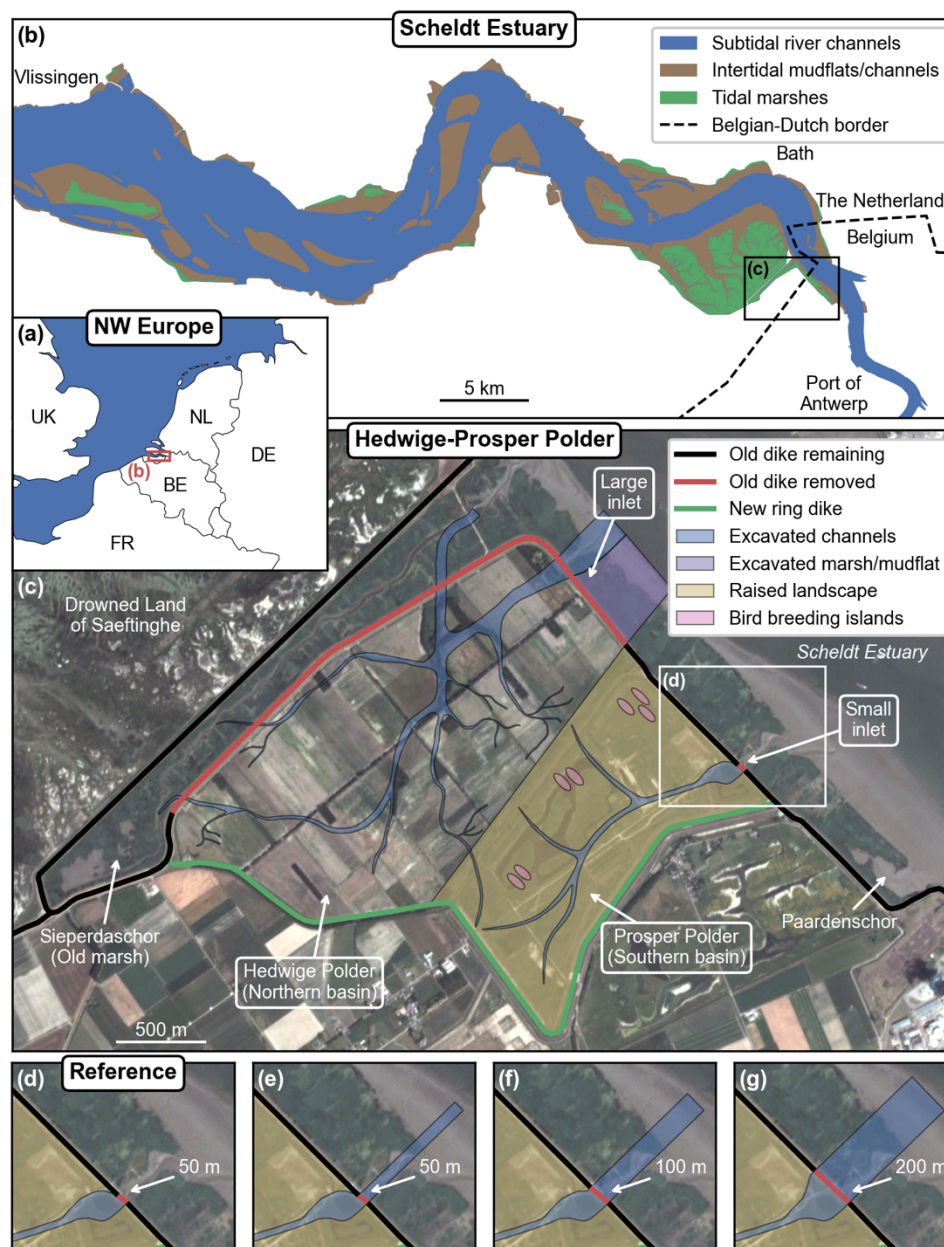 (b)
Scheldt Estuary
Vlissingen
Subtidal river channels
Intertidal mudflats/channels
Tidal marshes
Belgian-Dutch border
Bath
The Netherland
Belgium
(c)
5 km
Port of
Antwerp
(a)
NW Europe
UK
NL
DE
(b)
BE
FR
Hedwige-Prosper Polder
Old dike remaining
Old dike removed
New ring dike
Excavated channels
Excavated marsh/mudflat
Raised landscape
Bird breeding islands
Large
inlet
(c)
Drowned Land
of Saeftinghe
Scheldt Estuary
(d)
Small
inlet
Sieperdaschor
(Old marsh)
Hedwige Polder
(Northern basin)
Prosper Polder
(Southern basin)
Paardenschor
500 m
Reference
(d)
50 m
(e)
50 m
(f)
100 m
(g)
200 m